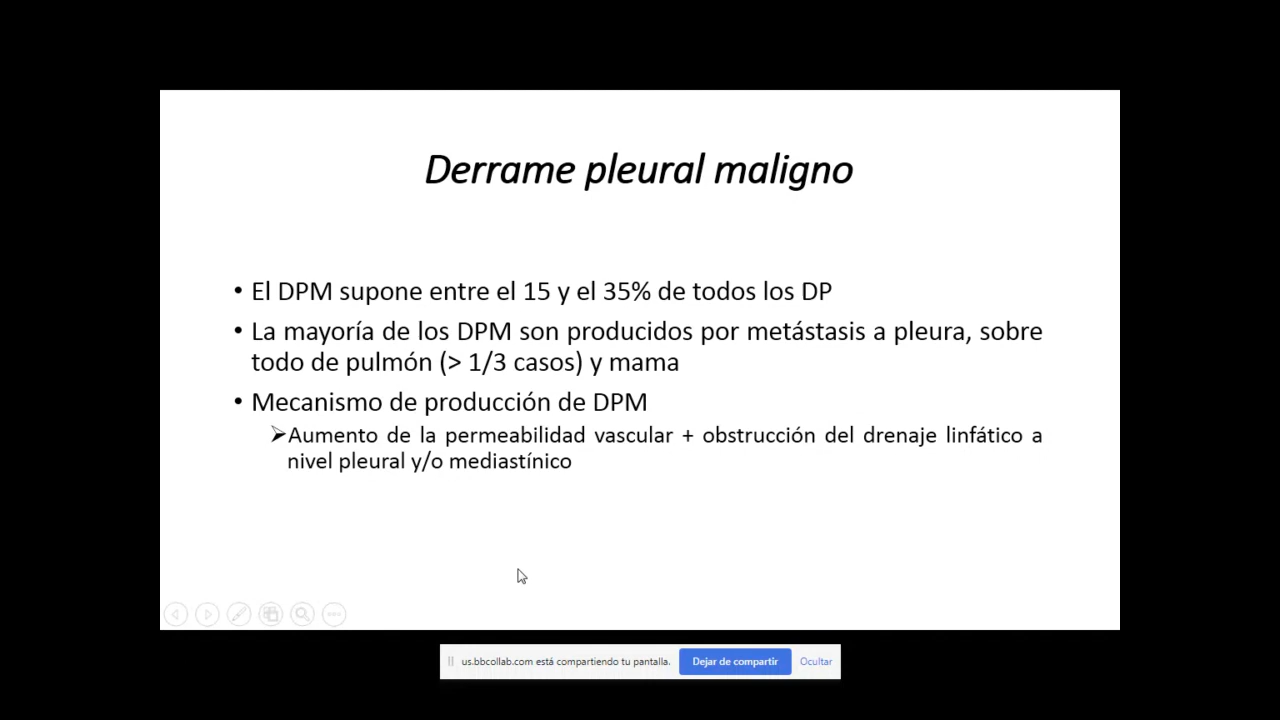 Derrame pleural maligno
• El DPM supone entre el 15 y el 35% de todos los DP
• La mayoría de los DPM son producidos por metástasis a pleura, sobre
todo de pulmón (> 1/3 casos) y mama
• Mecanismo de producción de DPM
➢Aumento de la permeabilidad vascular + obstrucción del drenaje linfático a
nivel pleural y/o mediastínico
us.bbcollab.com está compartiendo tu pantalla. Dejar de compartir Ocultar